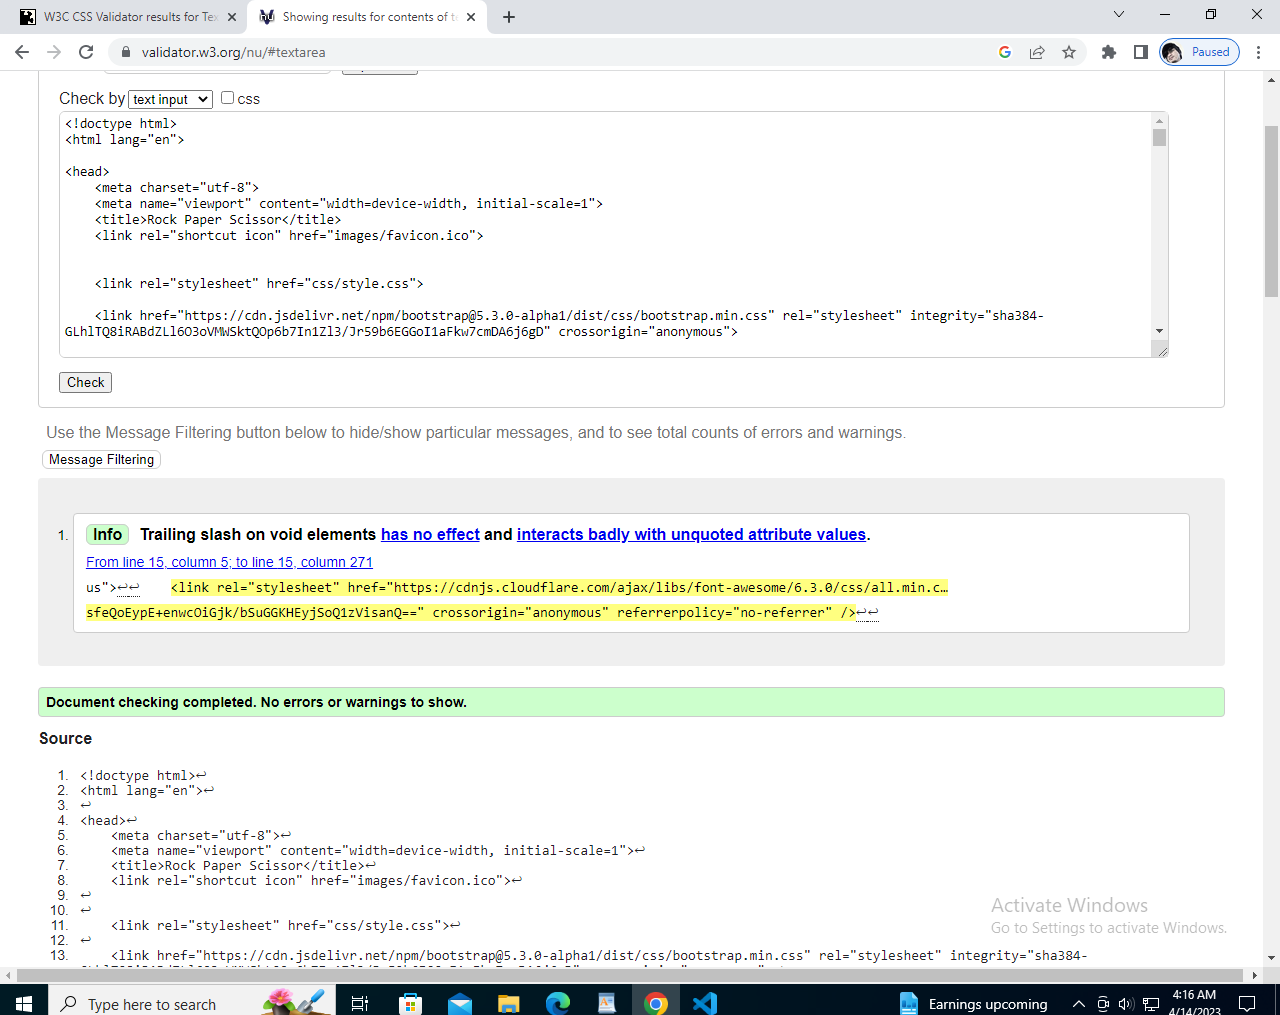 W3C CSS Validator results for Tex
Showing results for contents of te
validator.w3.org/nu/#textarea
Paused
Check by text input css
<!doctype html>
<html lang="en">
<head>
<meta charset="utf-8">
<meta name="viewport" content="width=device-width, initial-scale=1">
<title>Rock Paper Scissor</title>
<link rel="shortcut icon" href="images/favicon.ico">
<link rel="stylesheet" href="css/style.css">
<link href="https://cdn.jsdelivr.net/npm/bootstrap@5.3.0-alpha1/dist/css/bootstrap.min.css" rel="stylesheet" integrity="sha384-
GLhlTQ8iRABdZLl6O3oVMWSktQOp6b7In1Zl3/Jr59b6EGGoI1aFkw7cmDA6j6gD" crossorigin="anonymous">
Check
Use the Message Filtering button below to hide/show particular messages, and to see total counts of errors and warnings.
Message Filtering
1. Info Trailing slash on void elements has no effect and interacts badly with unquoted attribute values.
From line 15, column 5; to line 15, column 271
us">↩↩ <link rel="stylesheet" href="https://cdnjs.cloudflare.com/ajax/libs/font-awesome/6.3.0/css/all.min.c…
sfeQoEypE+enwcOiGjk/bSuGGKHEyjSoQ1zVisanQ==" crossorigin="anonymous" referrerpolicy="no-referrer" />↩↩
Document checking completed. No errors or warnings to show.
Source
1. <!doctype html>↩
2. <html lang="en">↩
3. ↩
4. <head>↩
5. <meta charset="utf-8">↩
6. <meta name="viewport" content="width=device-width, initial-scale=1">↩
7. <title>Rock Paper Scissor</title>↩
8. <link rel="shortcut icon" href="images/favicon.ico">↩
9. ↩
10. ↩
11. <link rel="stylesheet" href="css/style.css">↩
12. ↩
13. <link href="https://cdn.jsdelivr.net/npm/bootstrap@5.3.0-alpha1/dist/css/bootstrap.min.css" rel="stylesheet" integrity="sha384-
Activate Windows
Go to Settings to activate Windows.
Type here to search
Earnings upcoming
4:16 AM
4/14/2023